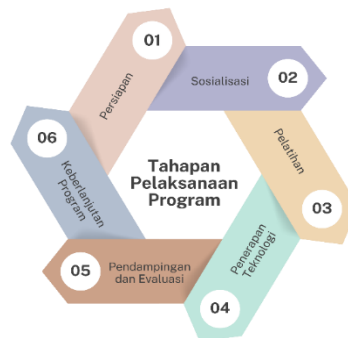 01
Persiapan
Sosialisasi
02
Pelatihan
03
Penerapan
Teknologi
04
05
Pendampingan
dan Evaluasi
06
Keberlanjutan
Program
Tahapan
Pelaksanaan
Program